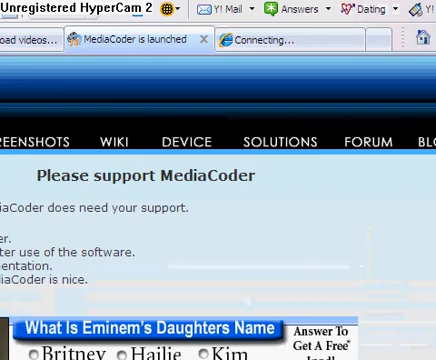 Unregistered HyperCam 2 Y! Mail Answers Dating
oad videos... MediaCoder is launched Connecting...
REENSHOTS WIKI DEVICE SOLUTIONS FORUM BLO
Please support MediaCoder
iaCoder does need your support.
er.
ter use of the software.
entation.
iaCoder is nice.
What Is Eminem's Daughters Name
Answer To
Get A Free*
Ipod!
Britney Hailie Kim